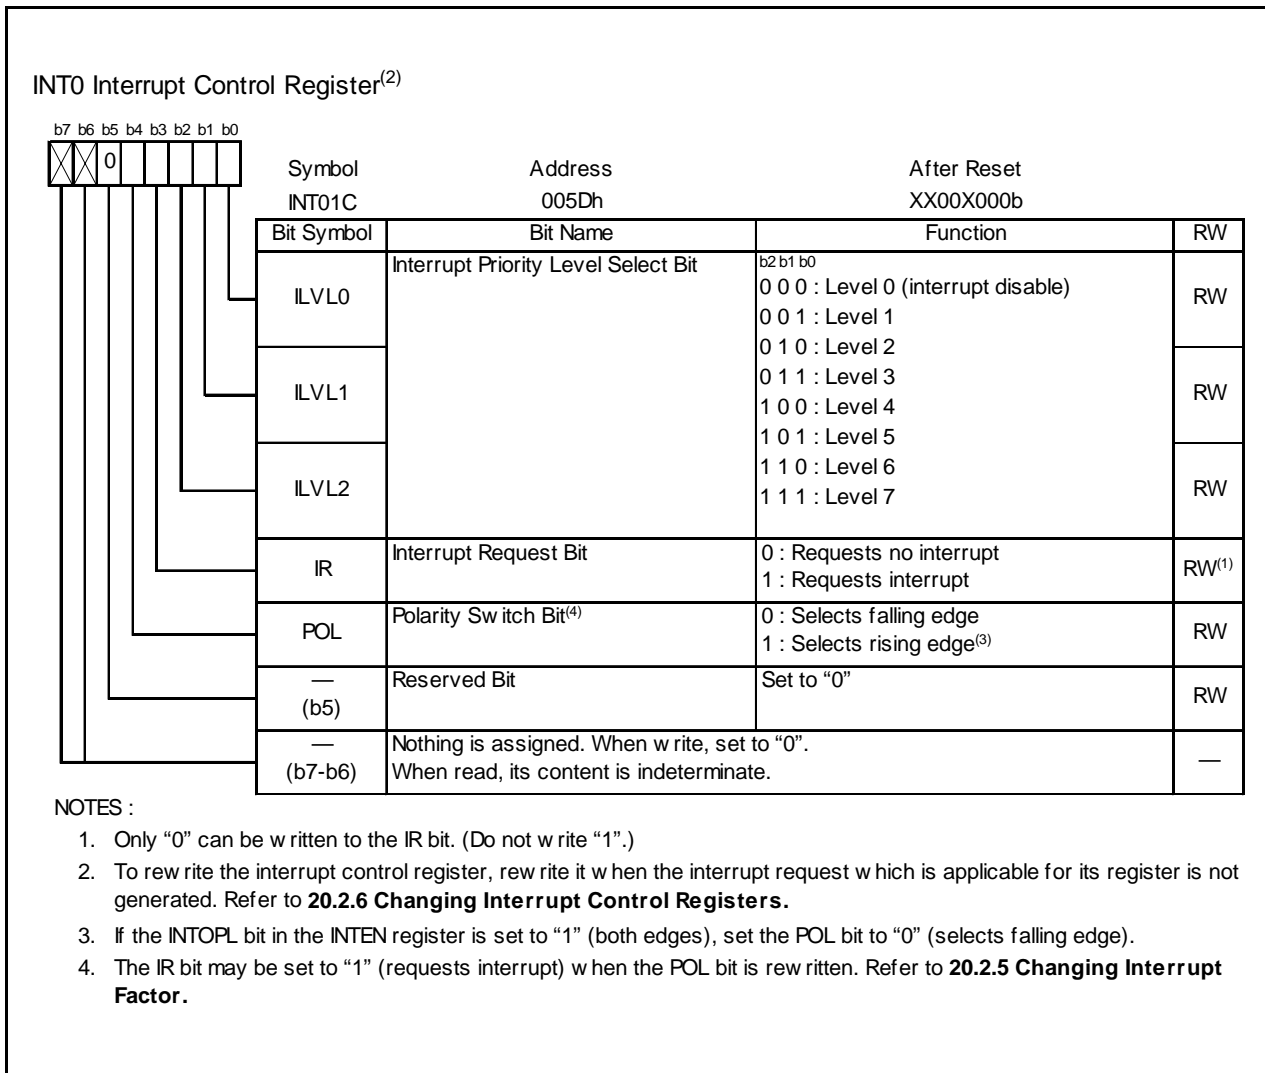 INT0 Interrupt Control Register(2)
b7 b6 b5 b4 b3 b2 b1 b0
0
Symbol Address After Reset
INT01C 005Dh XX00X000b
Bit Symbol Bit Name Function RW
ILVL0 Interrupt Priority Level Select Bit b2 b1 b0 RW
0 0 0 : Level 0 (interrupt disable)
0 0 1 : Level 1
0 1 0 : Level 2
ILVL1 0 1 1 : Level 3 RW
1 0 0 : Level 4
1 0 1 : Level 5
ILVL2 1 1 0 : Level 6 RW
1 1 1 : Level 7
IR Interrupt Request Bit 0 : Requests no interrupt RW(1)
1 : Requests interrupt
POL Polarity Switch Bit(4) 0 : Selects falling edge RW
1 : Selects rising edge(3)
— Reserved Bit Set to “0” RW
(b5)
— Nothing is assigned. When write, set to “0”. —
(b7-b6) When read, its content is indeterminate.
NOTES :
1. Only “0” can be written to the IR bit. (Do not write “1”.)
2. To rewrite the interrupt control register, rewrite it when the interrupt request which is applicable for its register is not
generated. Refer to 20.2.6 Changing Interrupt Control Registers.
3. If the INTOPL bit in the INTEN register is set to “1” (both edges), set the POL bit to “0” (selects falling edge).
4. The IR bit may be set to “1” (requests interrupt) when the POL bit is rewritten. Refer to 20.2.5 Changing Interrupt
Factor.